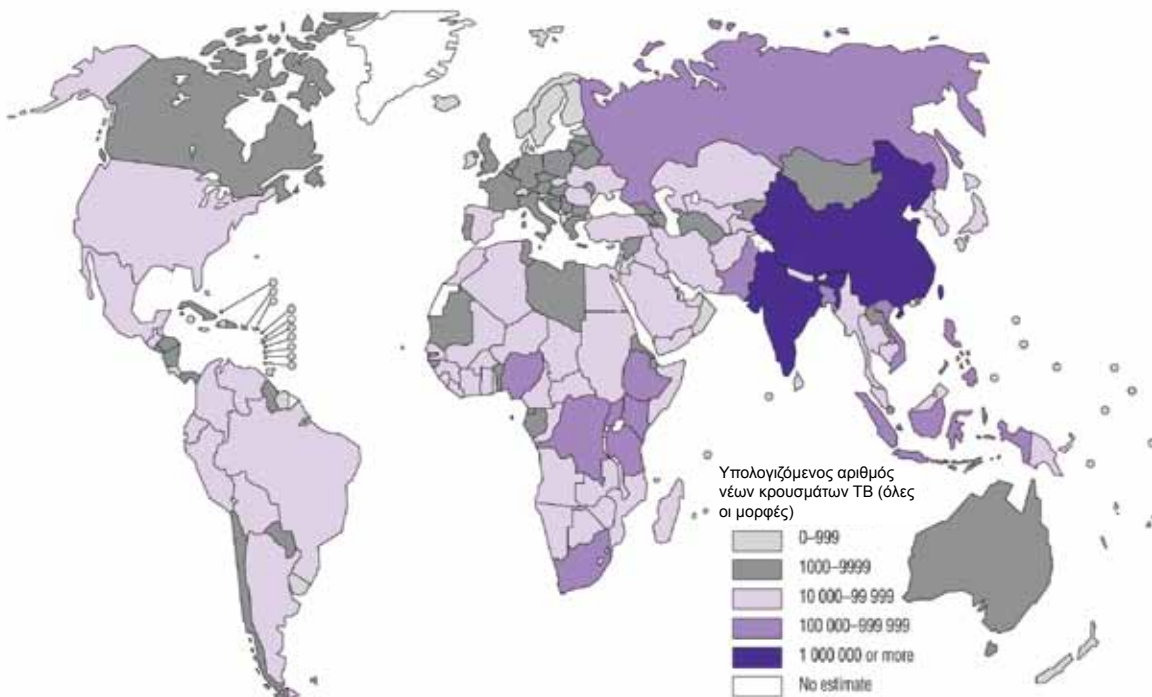 Υπολογιζόμενος αριθμός
νέων κρουσμάτων TB (όλες
οι μορφές)
0–999
1000–9999
10 000–99 999
100 000–999 999
1 000 000 or more
No estimate